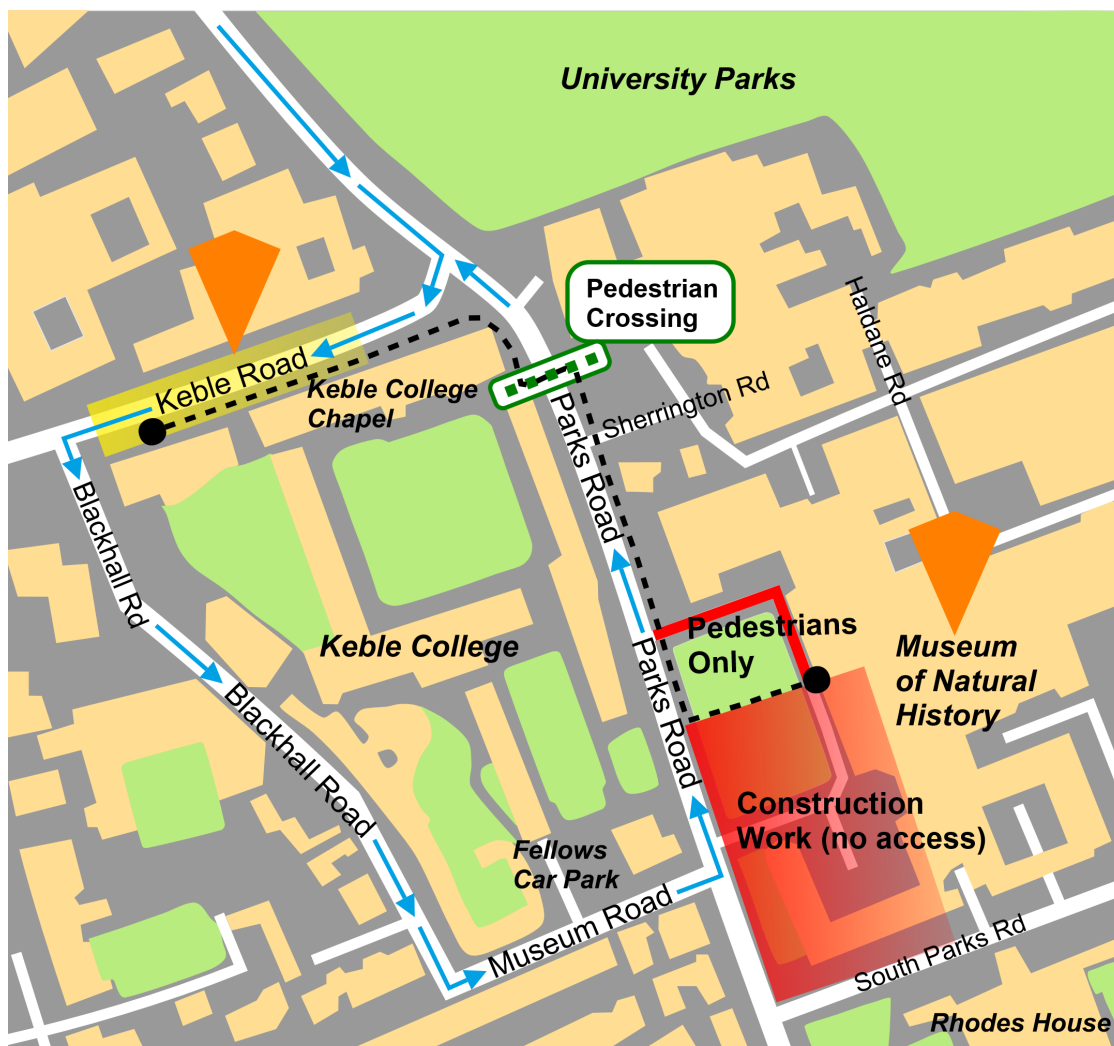 University Parks
Pedestrian
Crossing
Haldane Rd
Keble Road
Keble College
Chapel
Sherrington Rd
Parks Road
Blackhall Rd
Pedestrians
Only
Keble College
Parks Road
Museum
of Natural
History
Blackhall Road
Construction
Work (no access)
Fellows
Car Park
Museum Road
South Parks Rd
Rhodes House